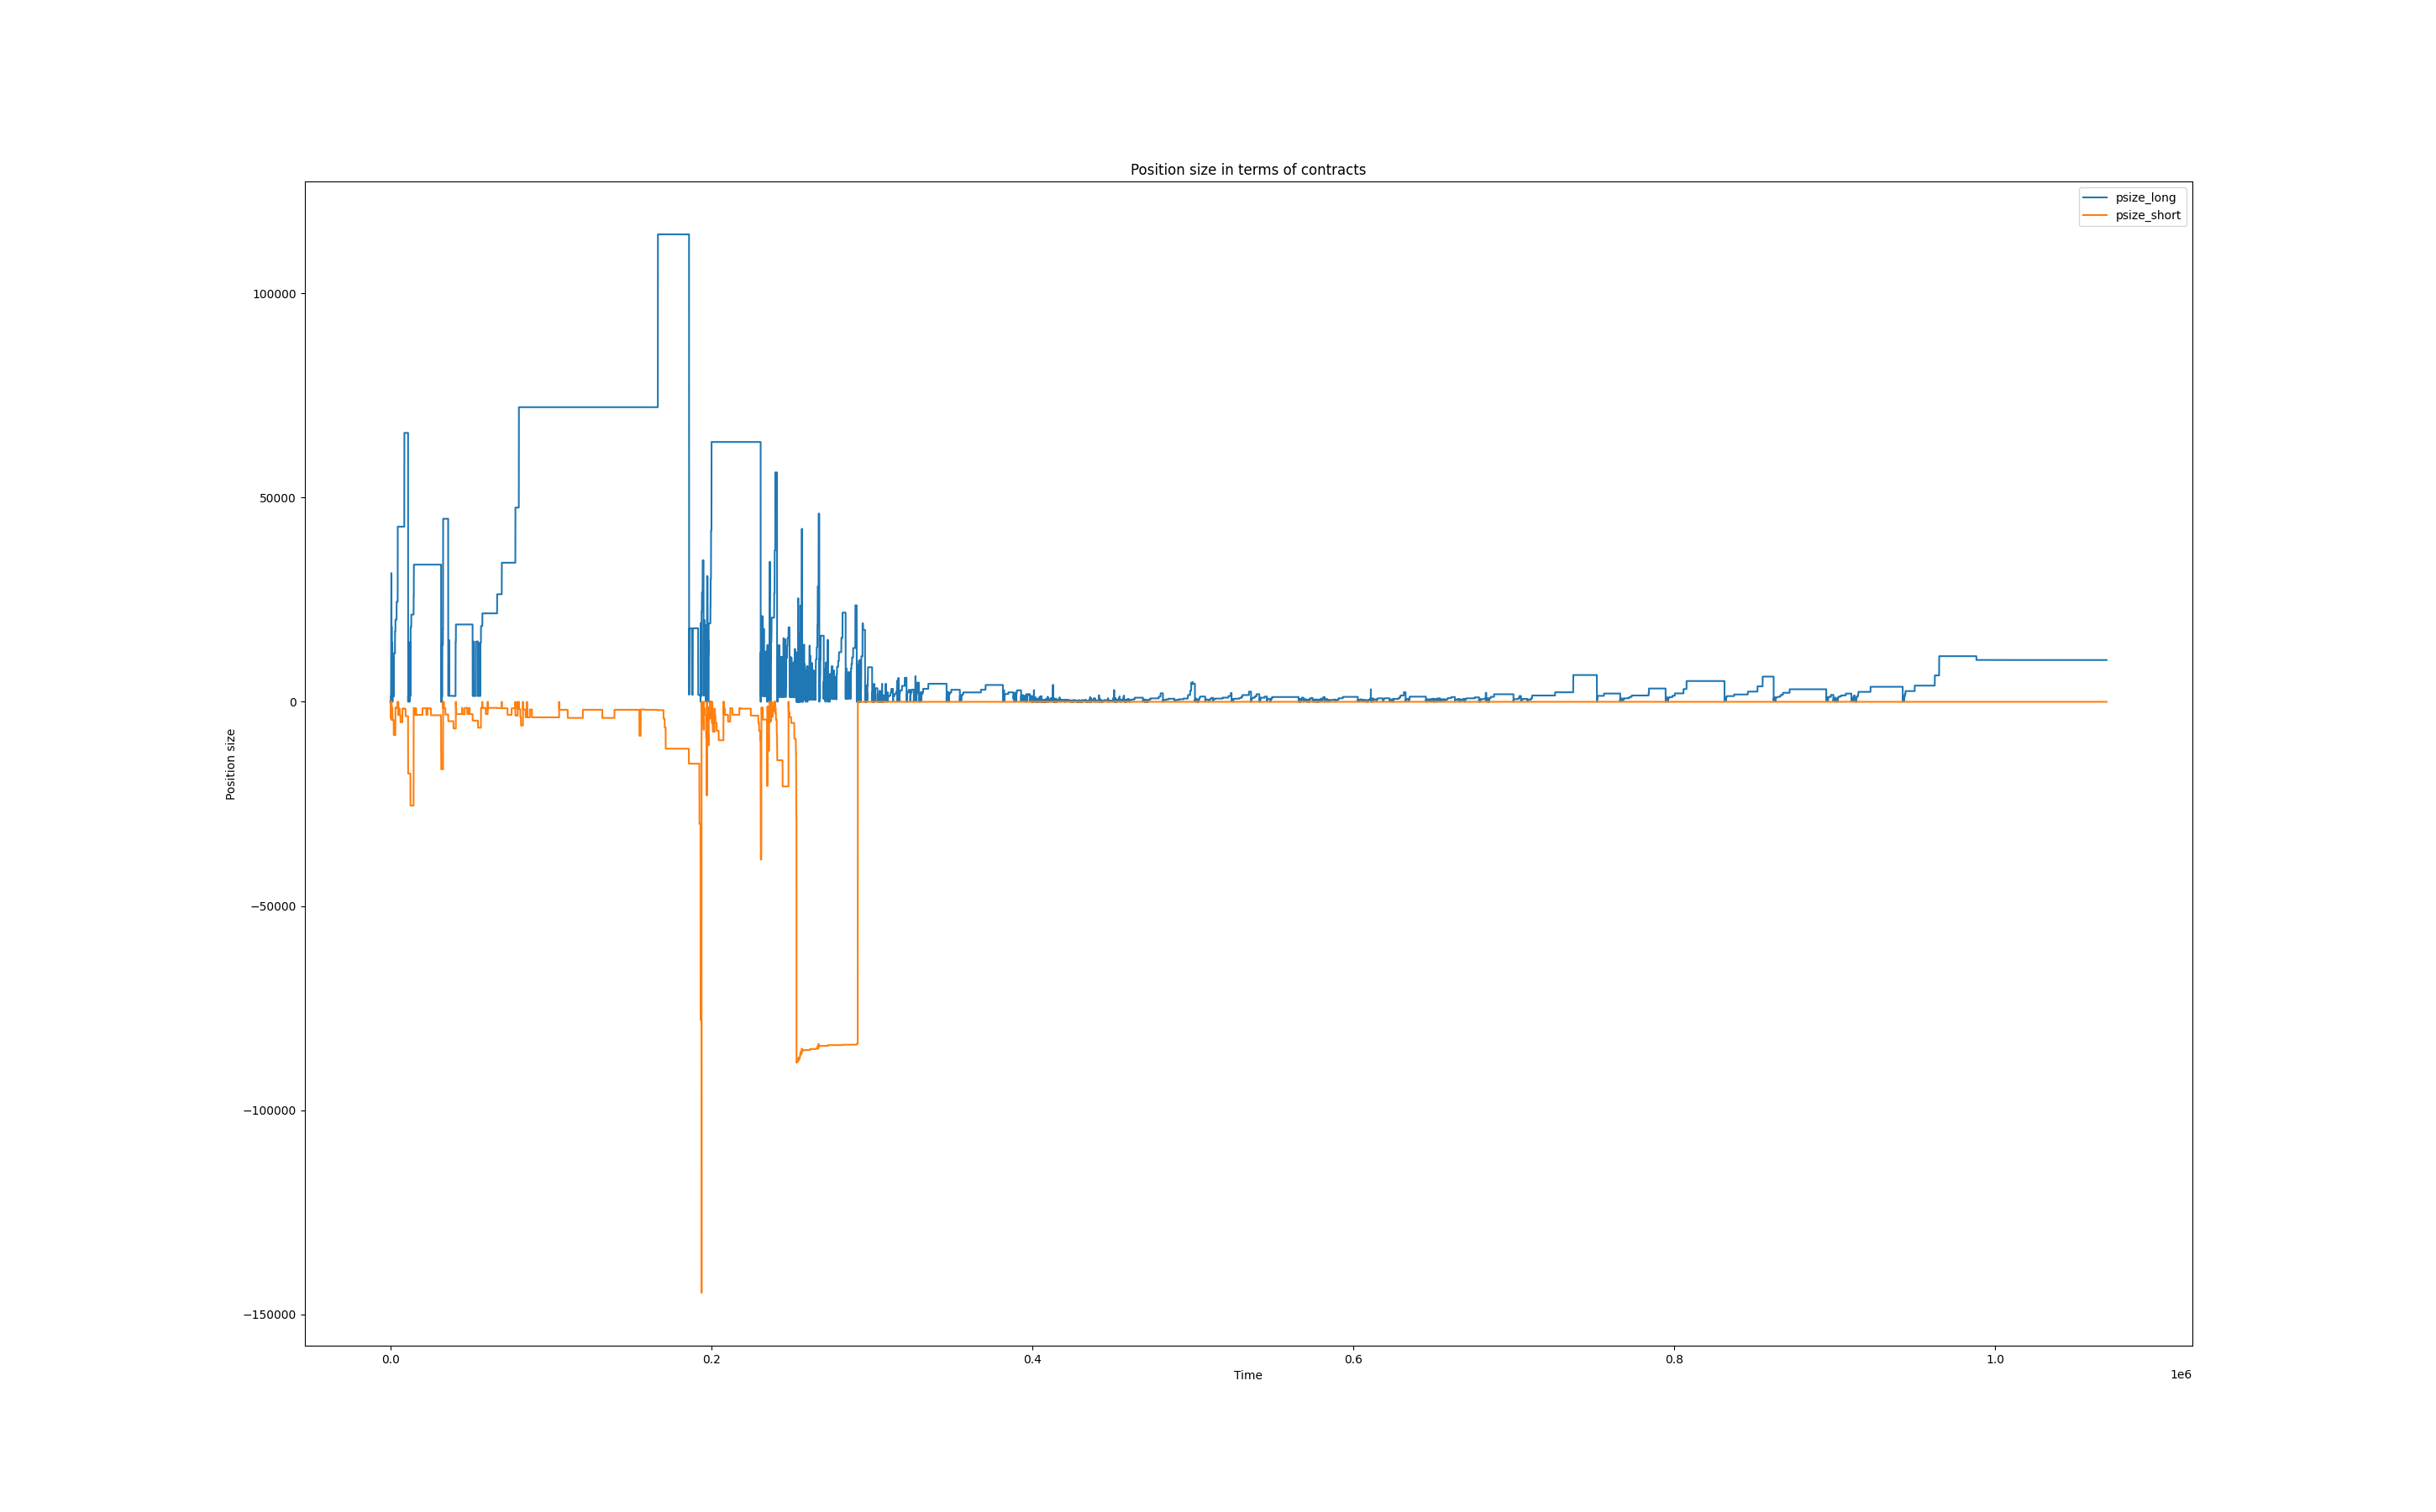 Position size in terms of contracts
psize_long
psize_short
Position size
100000
50000
0
−50000
−100000
−150000
0.0 0.2 0.4 0.6 0.8 1.0
Time
1e6